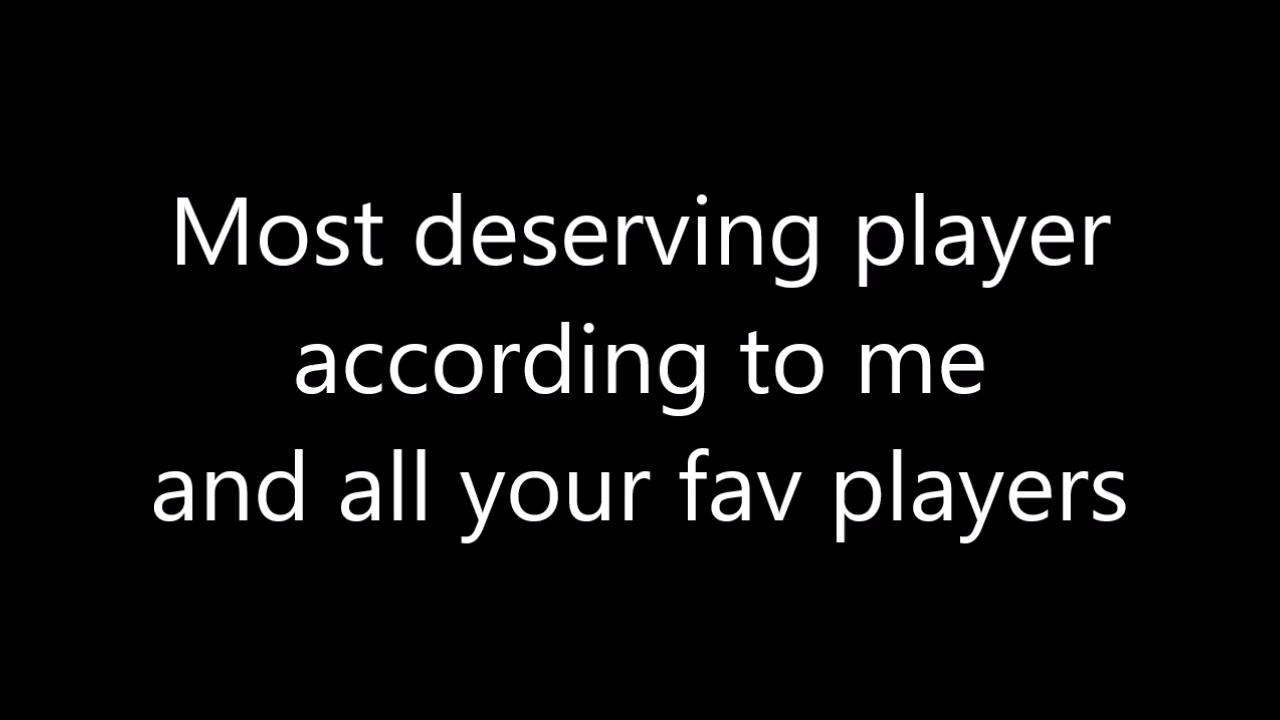 Most deserving player
according to me
and all your fav players